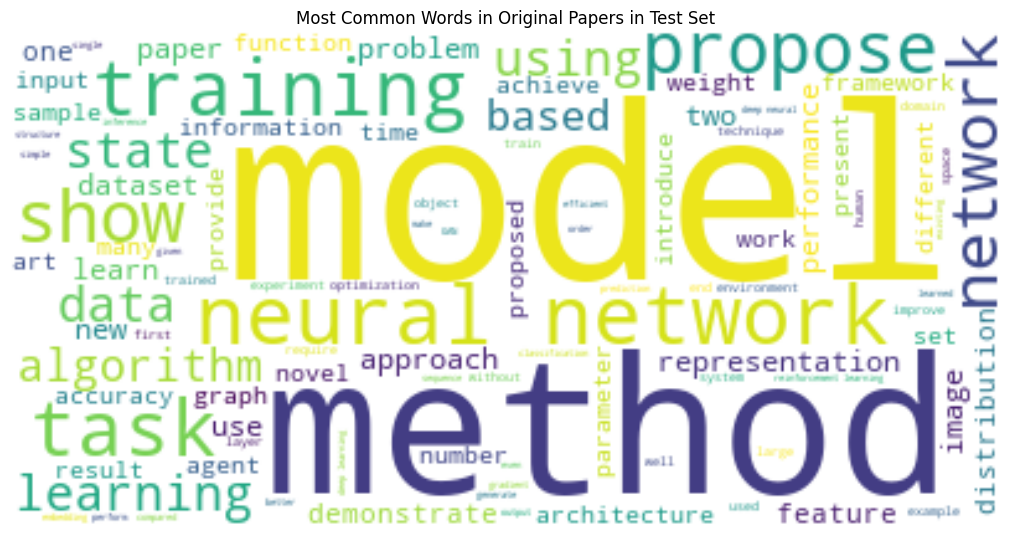 Most Common Words in Original Papers in Test Set
one
single
paper
function
problem
using
propose
network
input
training
achieve
weight
framework
sample
inference
information
time
based
two
deep neural
domain
structure
simple
state
model
train
technique
introduce
performance
present
different
space
human
dataset
provide
object
efficient
make
order
show
many
given
proposed
work
art
learn
trained
experiment
optimization
predictive
end
environment
learned
data
neural network
improve
new
first
set
distribution
algorithm
require
novel
approach
classification
representation
sequence
without
system
reinforcement learning
parameter
image
accuracy
graph
method
task
use
layer
number
well
large
result
agent
deep learning
even
gradient
learning
better
generate
used
example
embedding
perform
compared
demonstrate
output
architecture
feature